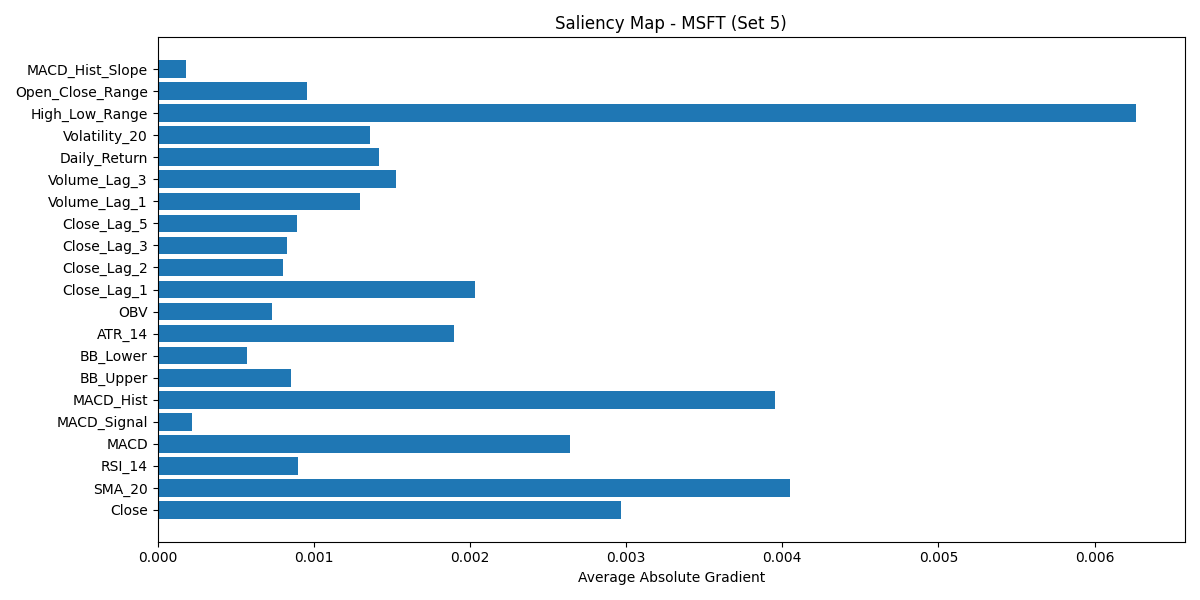 Saliency Map - MSFT (Set 5)
MACD_Hist_Slope
Open_Close_Range
High_Low_Range
Volatility_20
Daily_Return
Volume_Lag_3
Volume_Lag_1
Close_Lag_5
Close_Lag_3
Close_Lag_2
Close_Lag_1
OBV
ATR_14
BB_Lower
BB_Upper
MACD_Hist
MACD_Signal
MACD
RSI_14
SMA_20
Close
0.000 0.001 0.002 0.003 0.004 0.005 0.006
Average Absolute Gradient